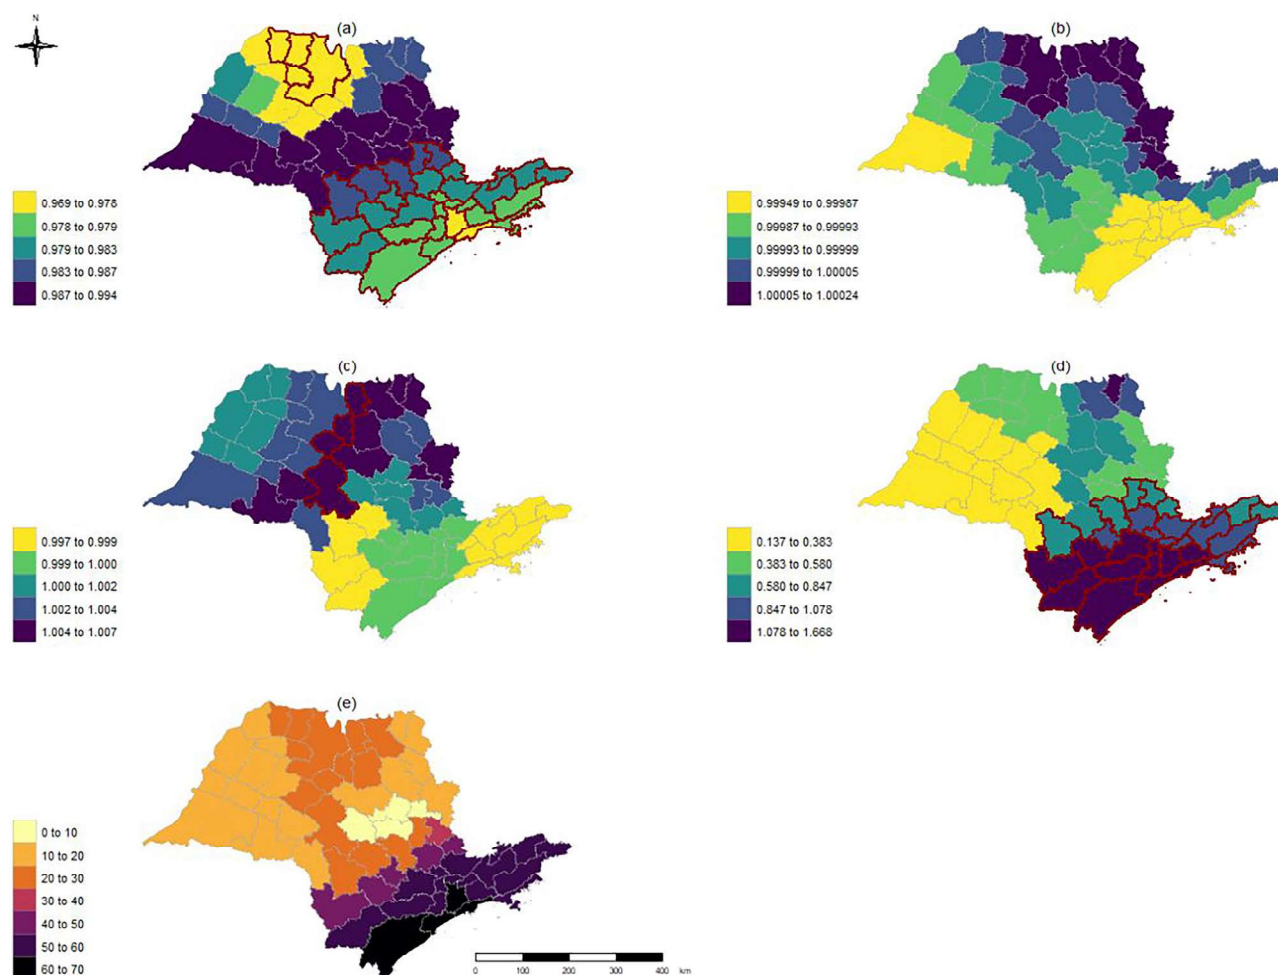 N
(a)
(b)
0.969 to 0.978
0.978 to 0.979
0.979 to 0.983
0.983 to 0.987
0.987 to 0.994
0.99949 to 0.99987
0.99987 to 0.99993
0.99993 to 0.99999
0.99999 to 1.00005
1.00005 to 1.00024
(c)
(d)
0.997 to 0.999
0.999 to 1.000
1.000 to 1.002
1.002 to 1.004
1.004 to 1.007
0.137 to 0.383
0.383 to 0.580
0.580 to 0.847
0.847 to 1.078
1.078 to 1.668
(e)
0 to 10
10 to 20
20 to 30
30 to 40
40 to 50
50 to 60
60 to 70
0 100 200 300 400 km